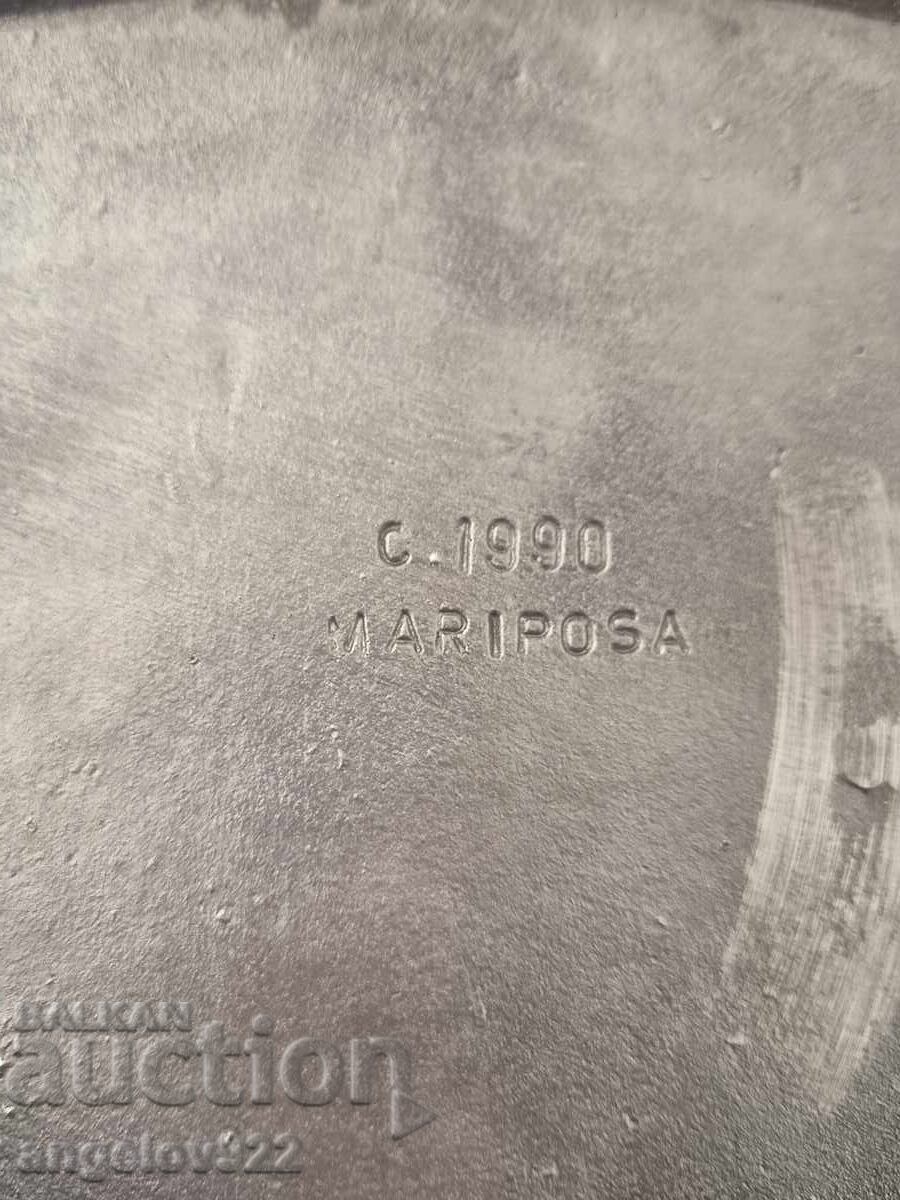 C.1990
MARIPOSA
BALKAN
auction
angelov922